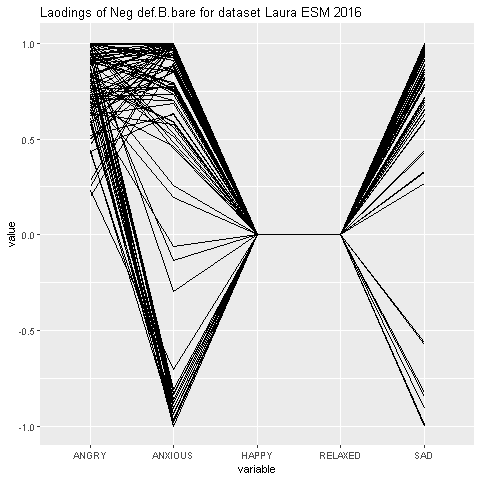 Laodings of Neg def.B.bare for dataset Laura ESM 2016
1.0
0.5
0.0
-0.5
-1.0
value
ANGRY ANXIOUS HAPPY RELAXED SAD
variable